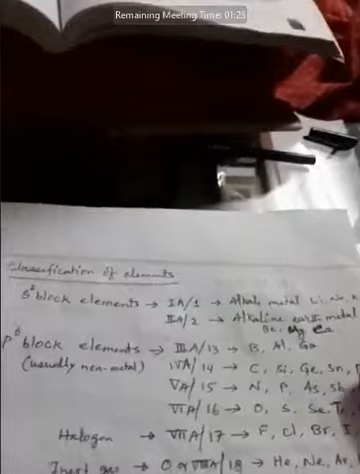 Remaining Meeting Time: 01:23
Classification of elements
S² block elements → IA/1 → Alkali metal Li, Na, K
IIA/2 → Alkaline earth metal
Be, Mg Ca
P⁶ block elements → IIIA/13 → B, Al, Ga
(usually non-metal) IVA/14 → C, Si, Ge, Sn,
VA/15 → N, P, As, Sb
VIA/16 → O, S, Se, Te
Halogen → VIIA/17 → F, Cl, Br, I
Inert gas → 0 or VIIIA/18 → He, Ne, Ar,